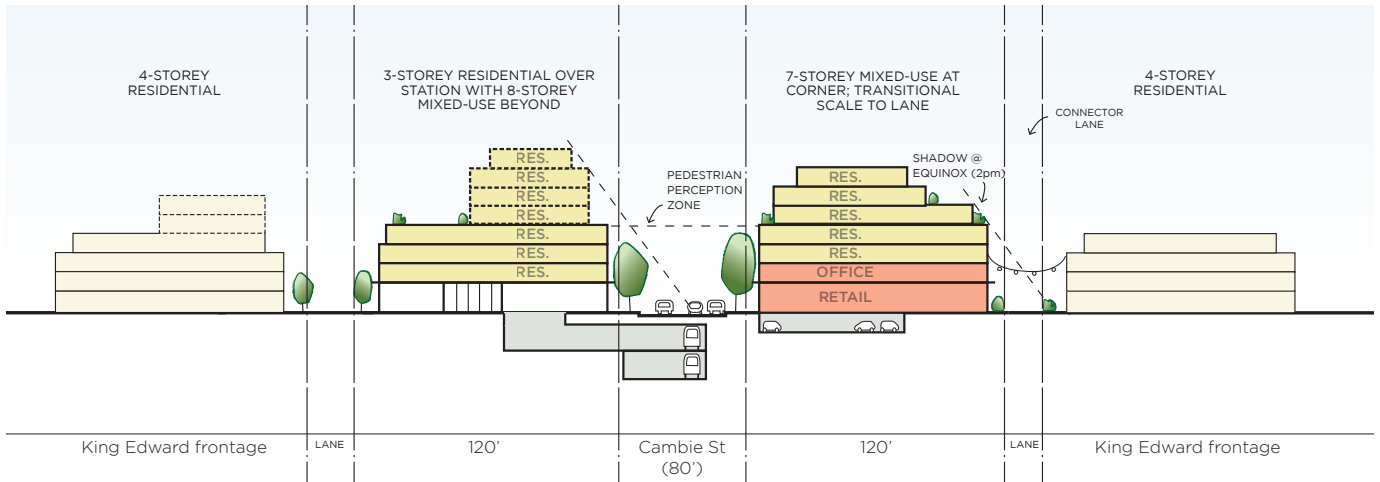 4-STOREY
RESIDENTIAL
3-STOREY RESIDENTIAL OVER
STATION WITH 8-STOREY
MIXED-USE BEYOND
7-STOREY MIXED-USE AT
CORNER; TRANSITIONAL
SCALE TO LANE
4-STOREY
RESIDENTIAL
CONNECTOR
LANE
RES.
RES.
RES.
RES.
RES.
RES.
RES.
PEDESTRIAN
PERCEPTION
ZONE
RES.
RES.
RES.
RES.
RES.
OFFICE
RETAIL
SHADOW @
EQUINOX (2pm)
King Edward frontage
LANE
120'
Cambie St
(80')
120'
LANE
King Edward frontage